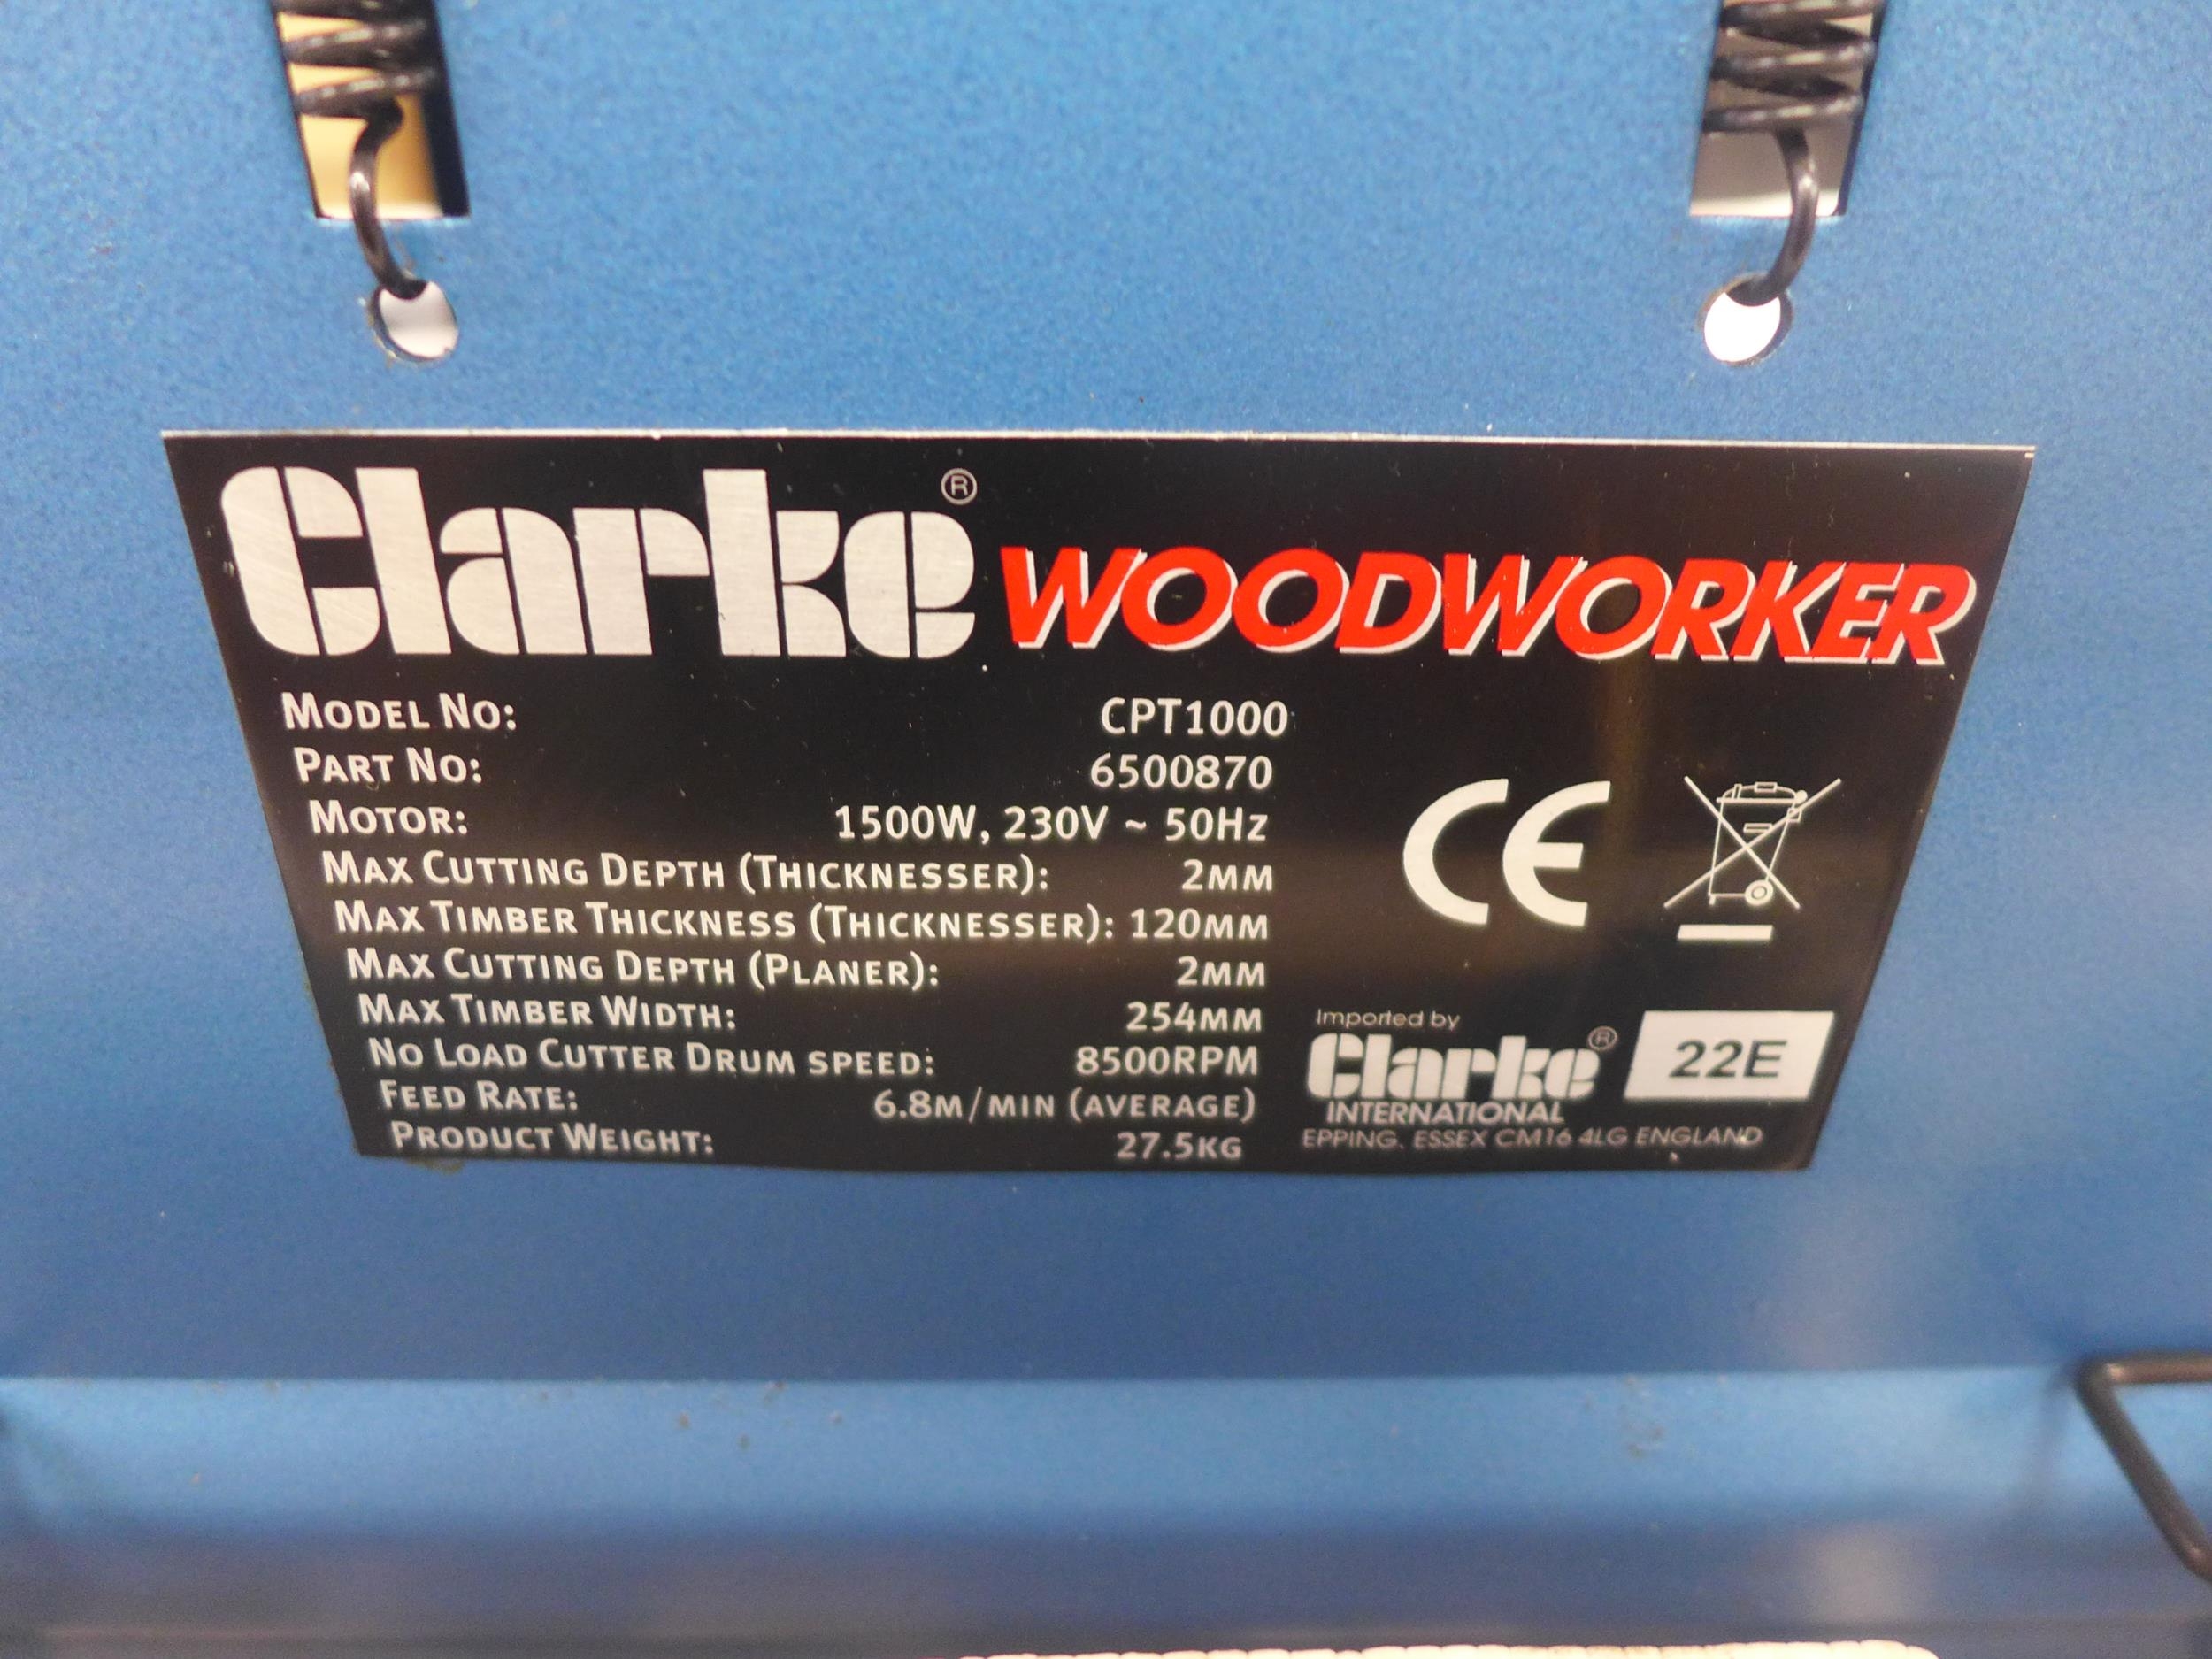 Clarke® WOODWORKER
MODEL NO: CPT1000
PART NO: 6500870
MOTOR: 1500W, 230V ~ 50HZ
MAX CUTTING DEPTH (THICKNESSER): 2MM
MAX TIMBER THICKNESS (THICKNESSER): 120MM
MAX CUTTING DEPTH (PLANER): 2MM
MAX TIMBER WIDTH: 254MM
NO LOAD CUTTER DRUM SPEED: 8500RPM
FEED RATE: 6.8M/MIN (AVERAGE)
PRODUCT WEIGHT: 27.5KG
CE
Imported by
Clarke®
INTERNATIONAL
EPPING. ESSEX CM16 4LG ENGLAND
22E